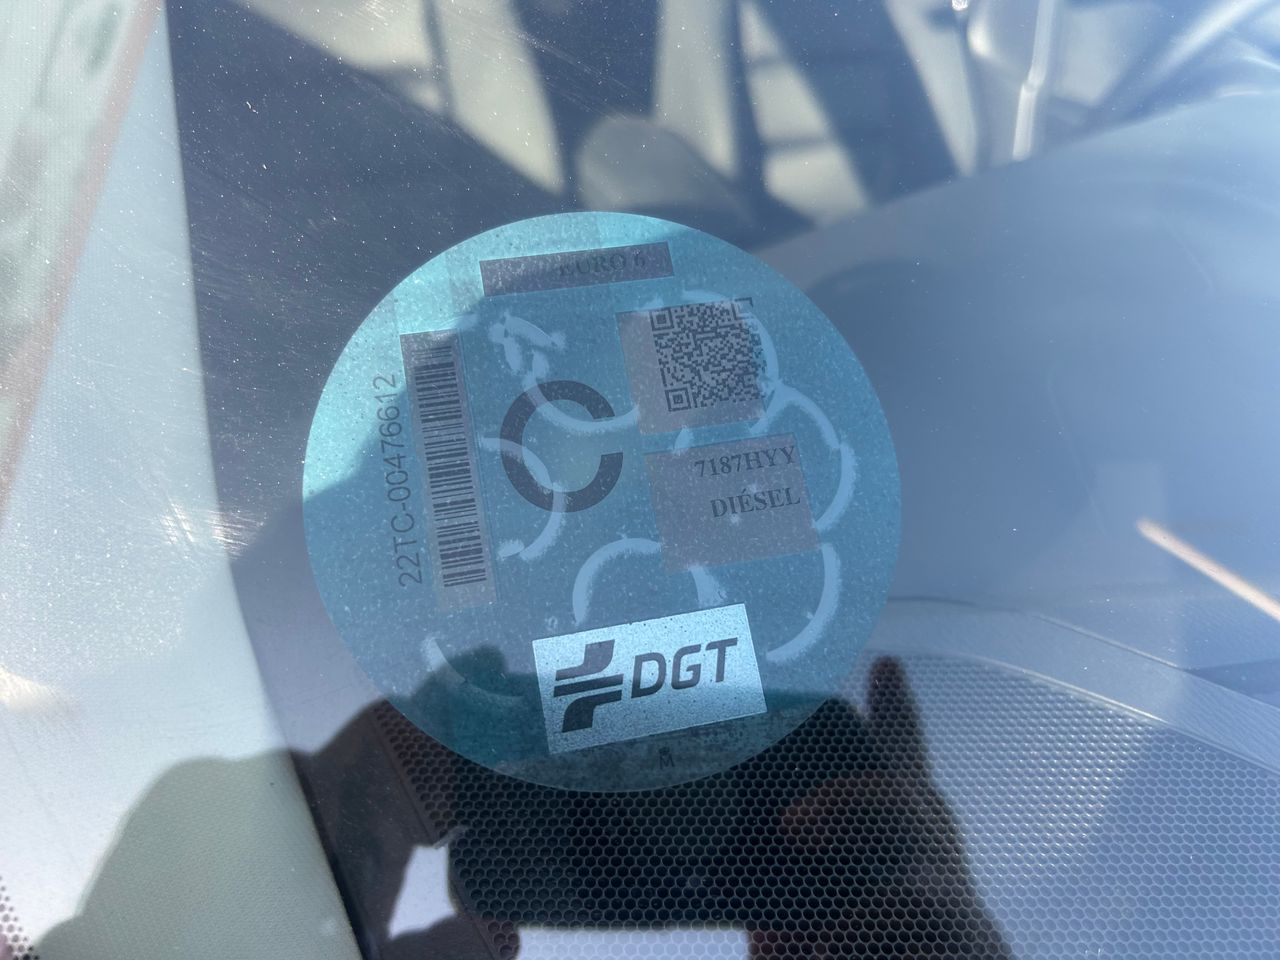 EURO 6
22TC-00476612
C
7187HYY
DIÉSEL
DGT
M